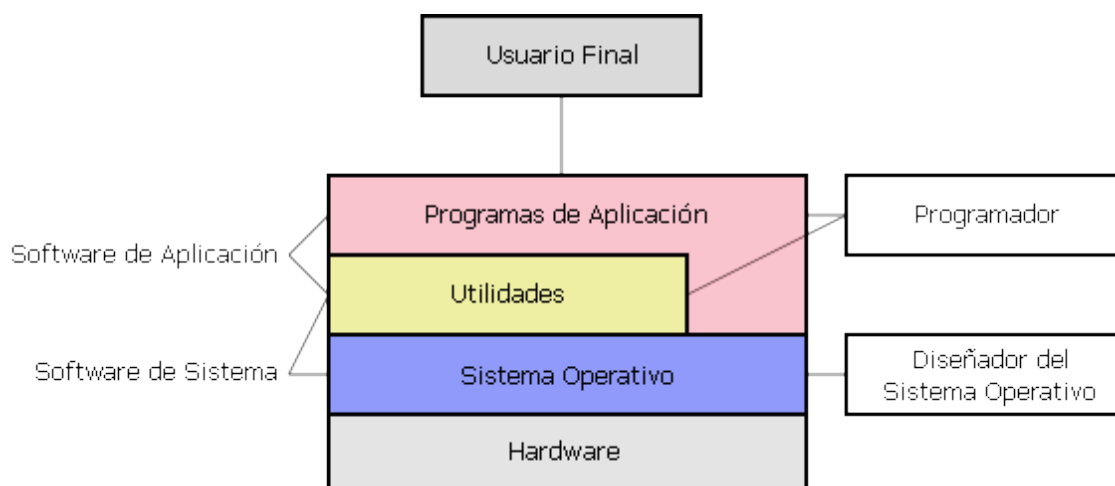 Usuario Final
Programas de Aplicación
Programador
Software de Aplicación
Utilidades
Software de Sistema
Sistema Operativo
Diseñador del
Sistema Operativo
Hardware